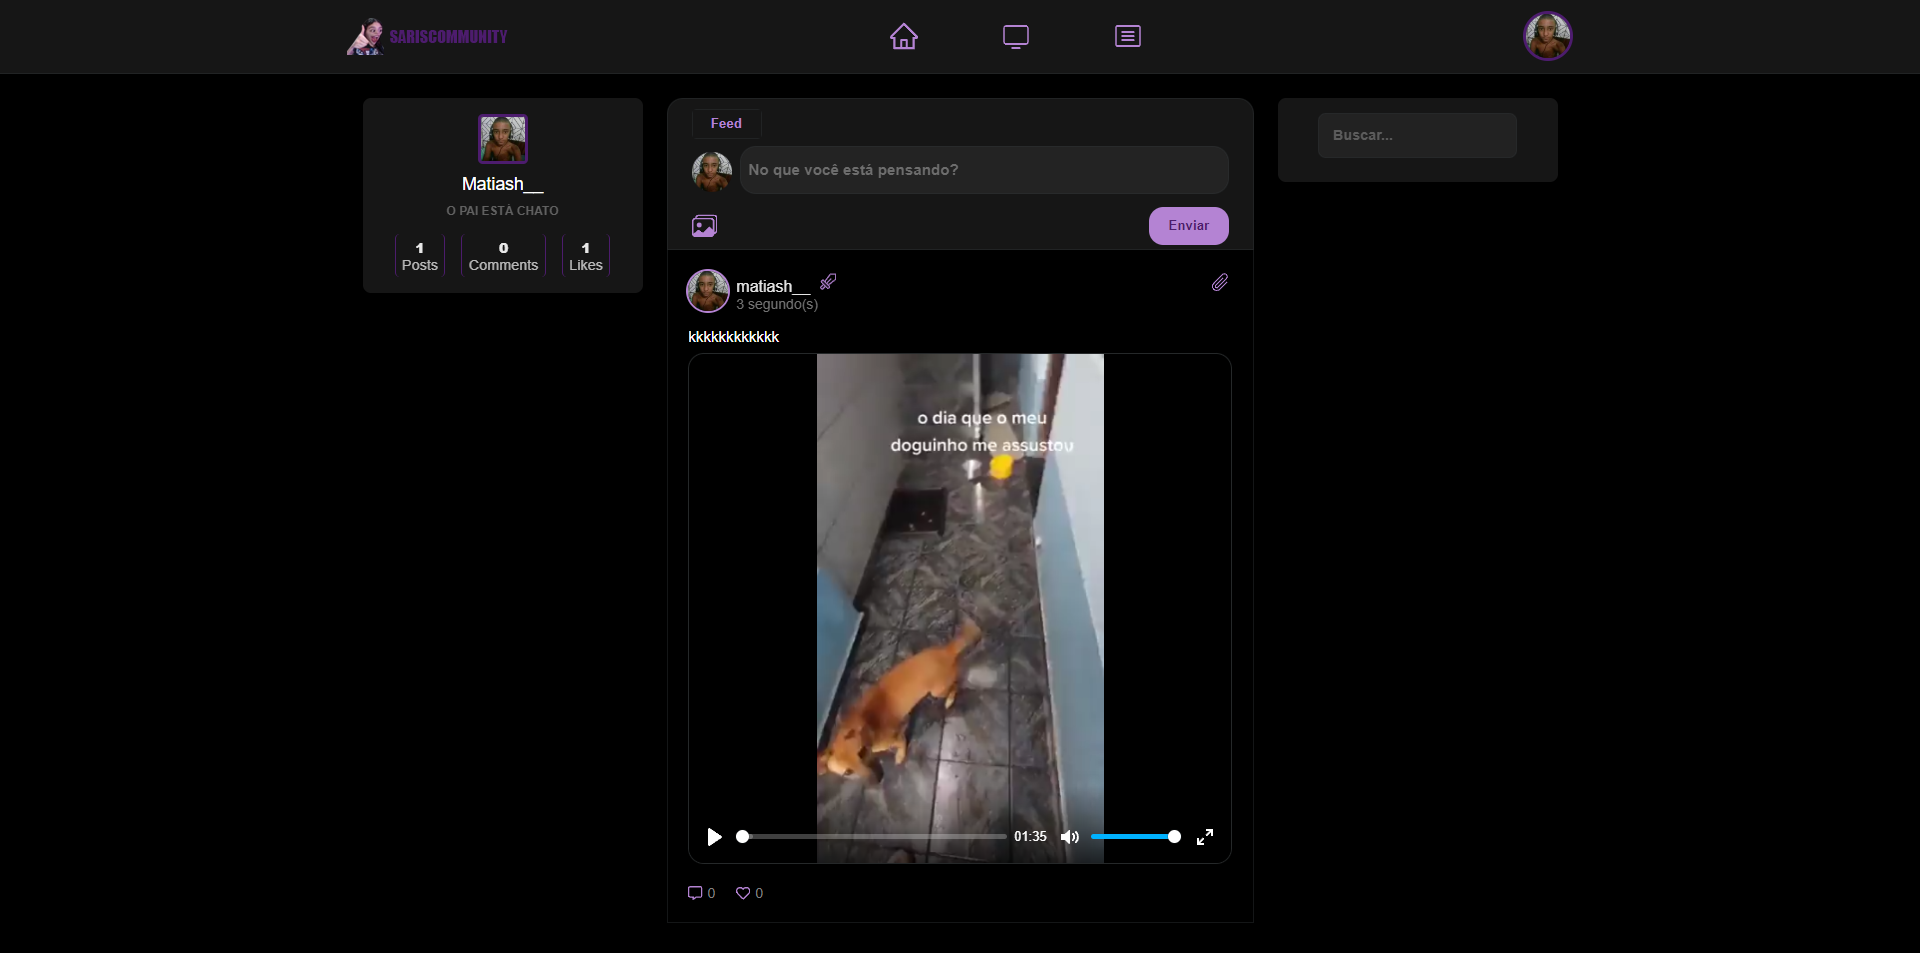 SARISCOMMUNITY
Matiash__
O PAI ESTÁ CHATO
1
Posts
0
Comments
1
Likes
Feed
No que você está pensando?
Enviar
matiash__
3 segundo(s)
kkkkkkkkkkkk
o dia que o meu
doguinho me assustou
01:35
0
0
Buscar...